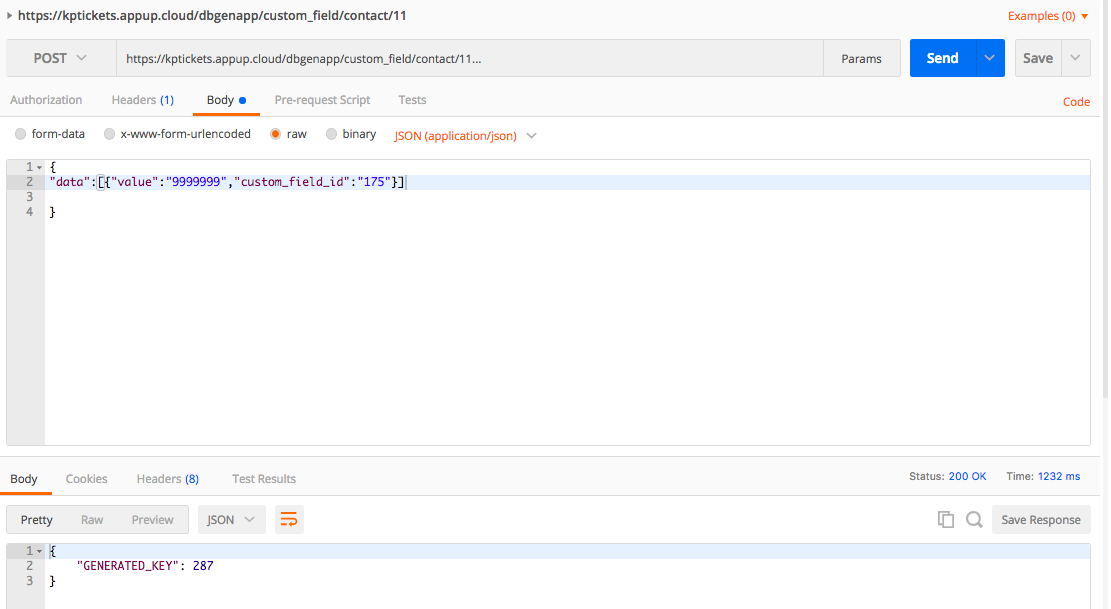 https://kptickets.appup.cloud/dbgenapp/custom_field/contact/11
Examples (0)
POST
https://kptickets.appup.cloud/dbgenapp/custom_field/contact/11...
Params
Send
Save
Authorization
Headers (1)
Body
Pre-request Script
Tests
Code
form-data
x-www-form-urlencoded
raw
binary
JSON (application/json)
1 {
2 "data":[{"value":"9999999","custom_field_id":"175"}]
3
4 }
Body
Cookies
Headers (8)
Test Results
Status: 200 OK
Time: 1232 ms
Pretty
Raw
Preview
JSON
Save Response
1 {
2 "GENERATED_KEY": 287
3 }